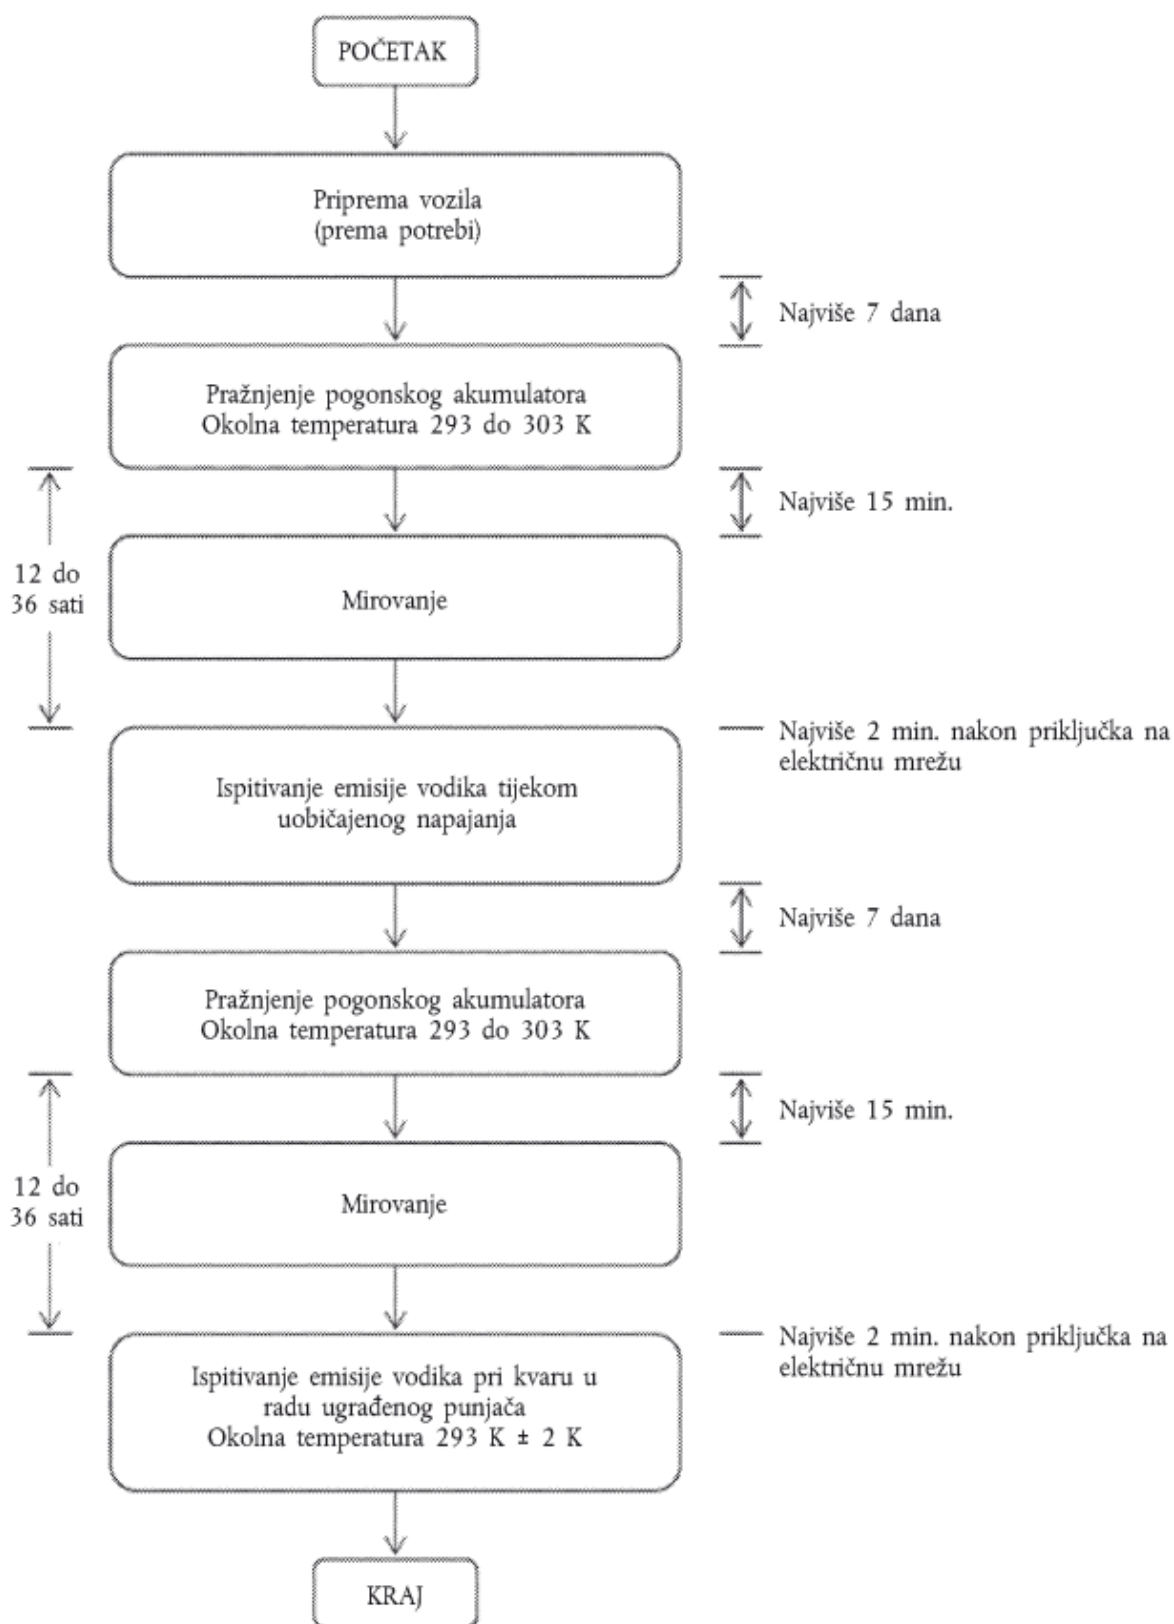 POČETAK
Priprema vozila
(prema potrebi)
Najviše 7 dana
Pražnjenje pogonskog akumulatora
Okolna temperatura 293 do 303 K
Najviše 15 min.
12 do
36 sati
Mirovanje
Najviše 2 min. nakon priključka na
električnu mrežu
Ispitivanje emisije vodika tijekom
uobičajenog napajanja
Najviše 7 dana
Pražnjenje pogonskog akumulatora
Okolna temperatura 293 do 303 K
Najviše 15 min.
12 do
36 sati
Mirovanje
Najviše 2 min. nakon priključka na
električnu mrežu
Ispitivanje emisije vodika pri kvaru u
radu ugrađenog punjača
Okolna temperatura 293 K ± 2 K
KRAJ